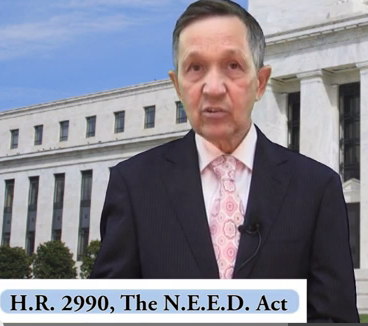 H.R. 2990, The N.E.E.D. Act